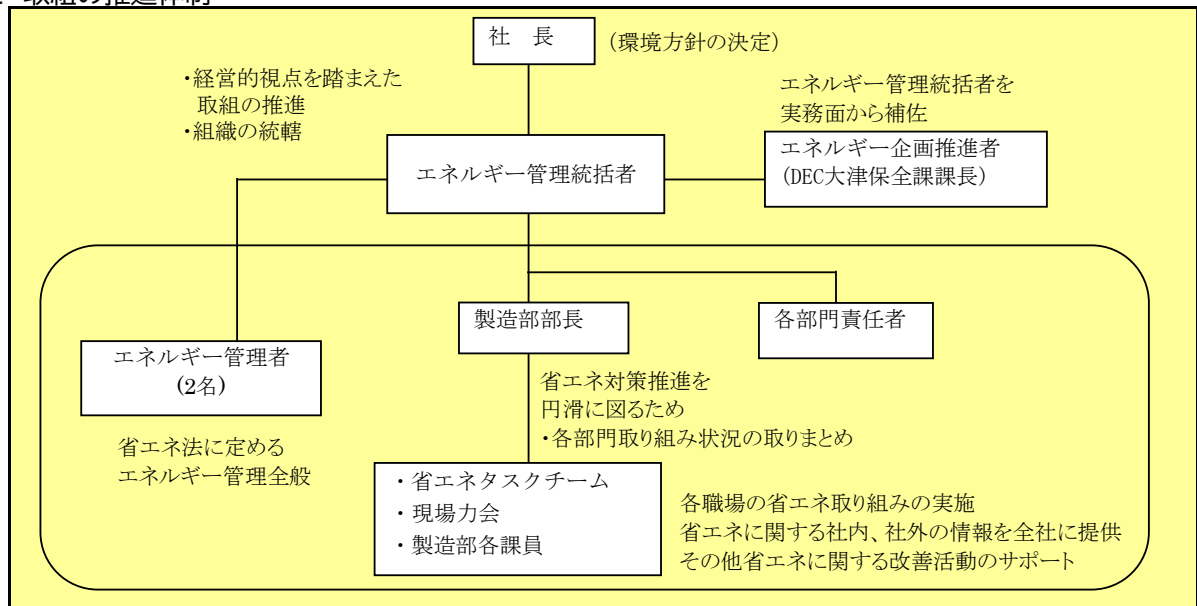 取組の推進体制
社　長
(環境方針の決定)
・経営的視点を踏まえた
取組の推進
・組織の統轄
エネルギー管理統括者を
実務面から補佐
エネルギー管理統括者
エネルギー企画推進者
(DEC大津保全課課長)
製造部部長
各部門責任者
エネルギー管理者
(2名)
省エネ対策推進を
円滑に図るため
・各部門取り組み状況の取りまとめ
省エネ法に定める
エネルギー管理全般
・省エネタスクチーム
・現場力会
・製造部各課員
各職場の省エネ取り組みの実施
省エネに関する社内、社外の情報を全社に提供
その他省エネに関する改善活動のサポート